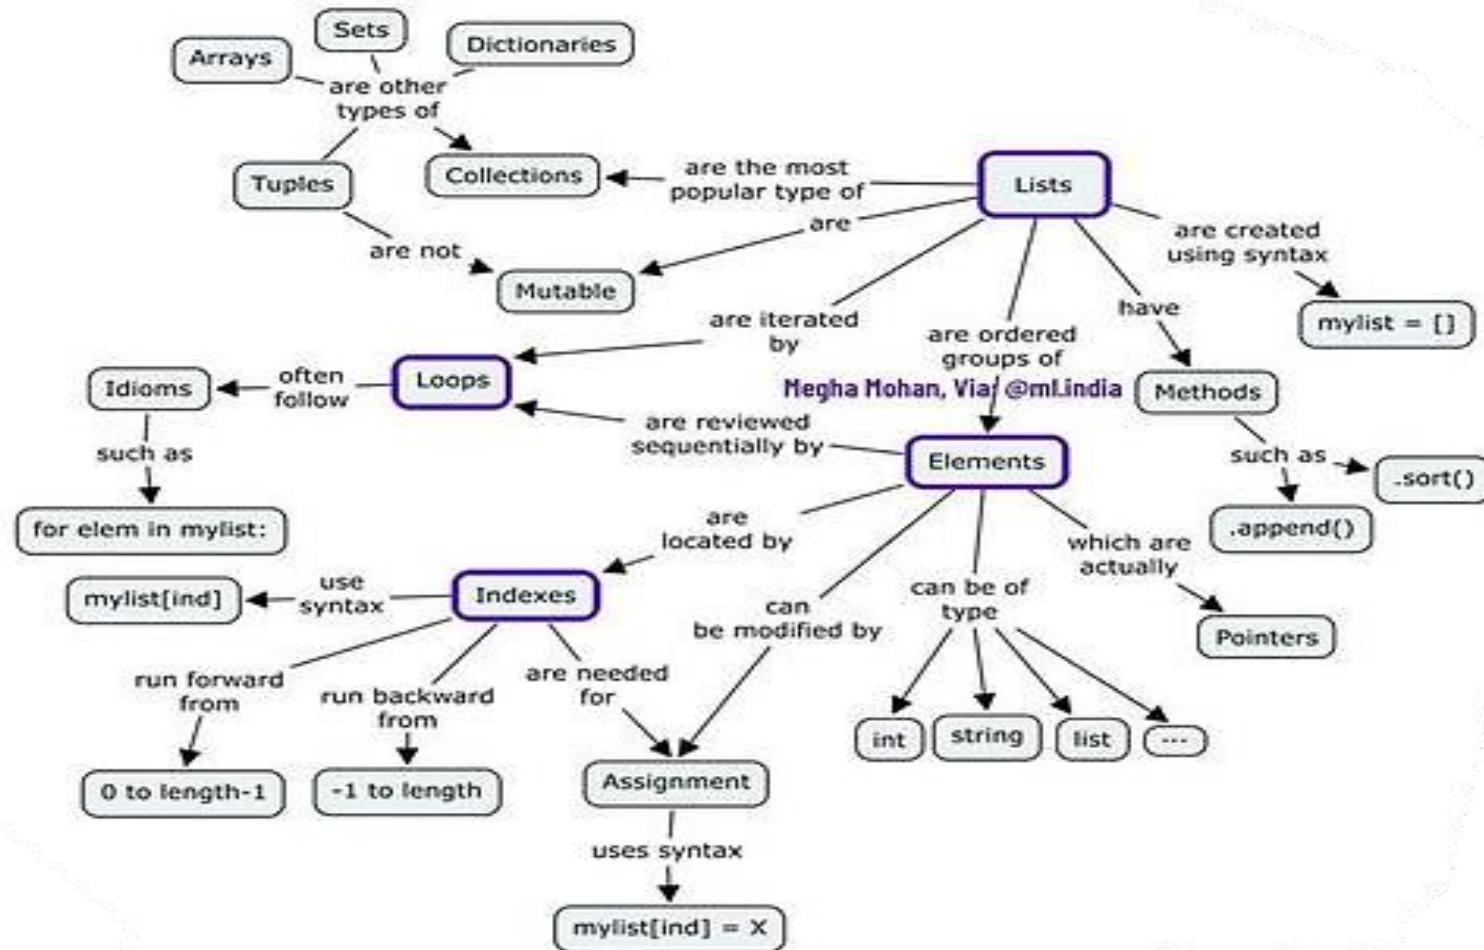 Sets
Dictionaries
Arrays
are other
types of
Tuples
Collections
are the most
popular type of
Lists
are
are not
Mutable
are created
using syntax
mylist = []
have
are iterated
by
are ordered
groups of
Megha Mohan, Via/ @ml.india
Methods
Loops
often
follow
Idioms
such as
for elem in mylist:
are reviewed
sequentially by
Elements
such as
.sort()
.append()
are
located by
which are
actually
Pointers
Indexes
use
syntax
mylist[ind]
can
be modified by
can be of
type
run forward
from
run backward
from
are needed
for
int
string
list
---
0 to length-1
-1 to length
Assignment
uses syntax
mylist[ind] = X